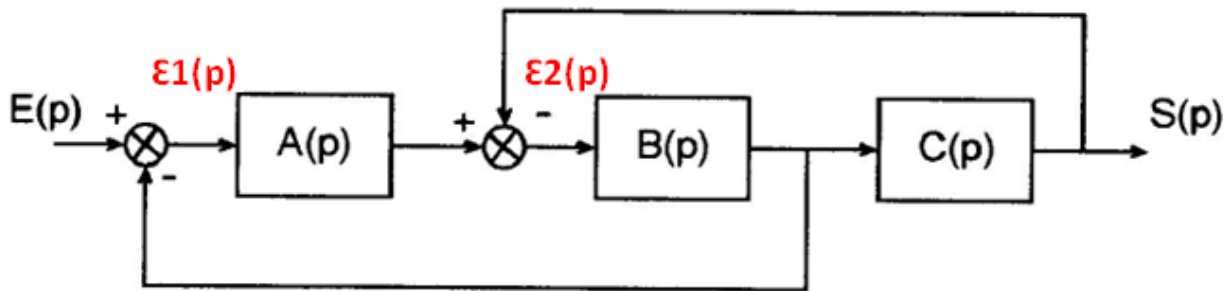 ε1(p)
ε2(p)
E(p) + - A(p) + - B(p) C(p) S(p)